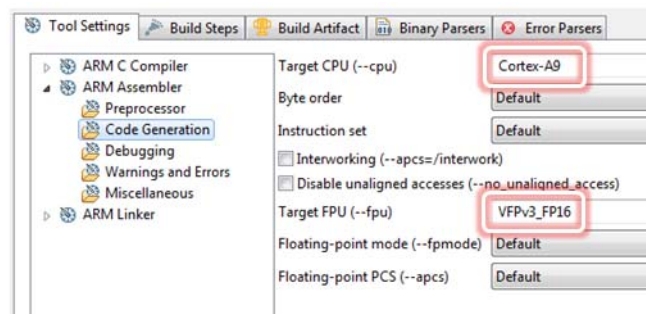 Tool Settings Build Steps Build Artifact Binary Parsers Error Parsers
ARM C Compiler
ARM Assembler
Preprocessor
Code Generation
Debugging
Warnings and Errors
Miscellaneous
ARM Linker
Target CPU (--cpu) Cortex-A9
Byte order Default
Instruction set Default
Interworking (--apcs=/interwork)
Disable unaligned accesses (--no_unaligned_access)
Target FPU (--fpu) VFPv3_FP16
Floating-point mode (--fpmode) Default
Floating-point PCS (--apcs) Default